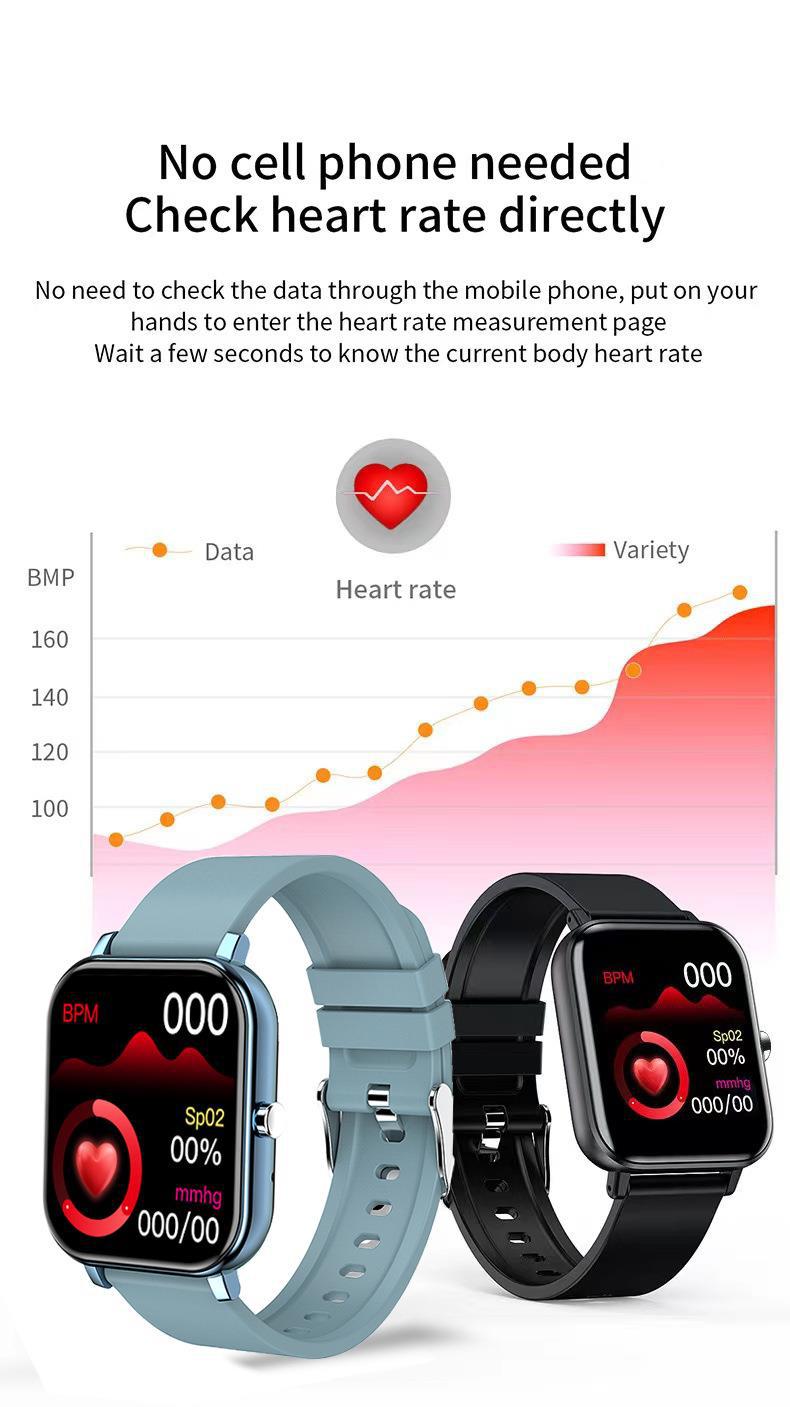 No cell phone needed
Check heart rate directly
No need to check the data through the mobile phone, put on your
hands to enter the heart rate measurement page
Wait a few seconds to know the current body heart rate
Data
Variety
BMP
Heart rate
160
140
120
100
BPM
000
Sp02
00%
mmhg
000/00
BPM
000
Sp02
00%
mmhg
000/00